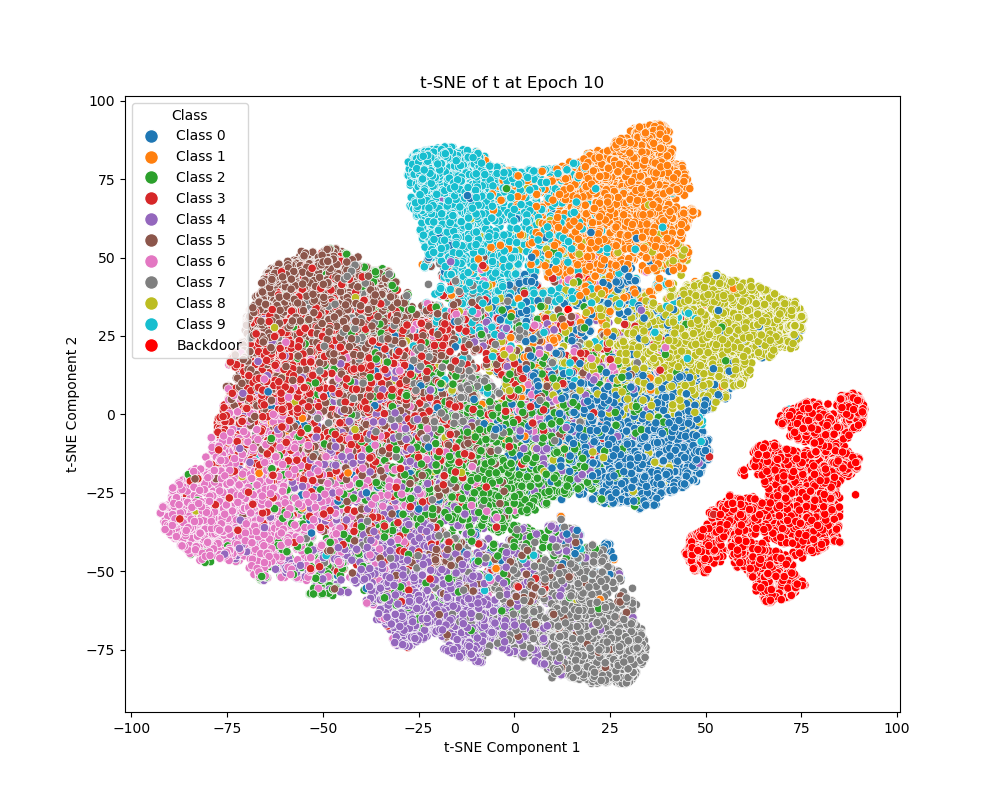 t-SNE of t at Epoch 10
Class
Class 0
Class 1
Class 2
Class 3
Class 4
Class 5
Class 6
Class 7
Class 8
Class 9
Backdoor
100
75
50
25
0
−25
−50
−75
t-SNE Component 2
−100 −75 −50 −25 0 25 50 75 100
t-SNE Component 1